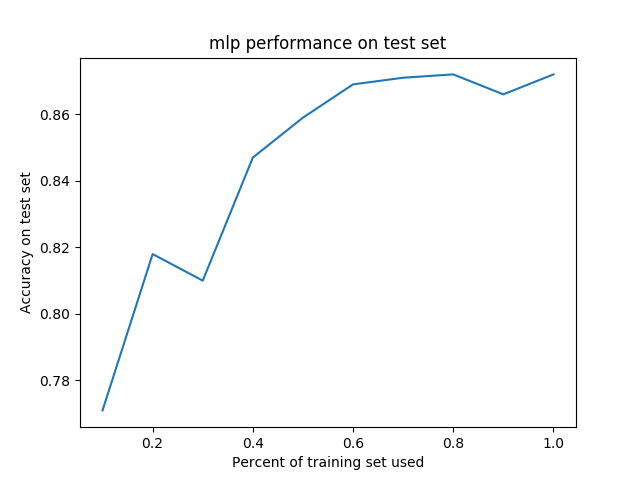 mlp performance on test set
0.86
0.84
0.82
0.80
0.78
Accuracy on test set
0.2 0.4 0.6 0.8 1.0
Percent of training set used